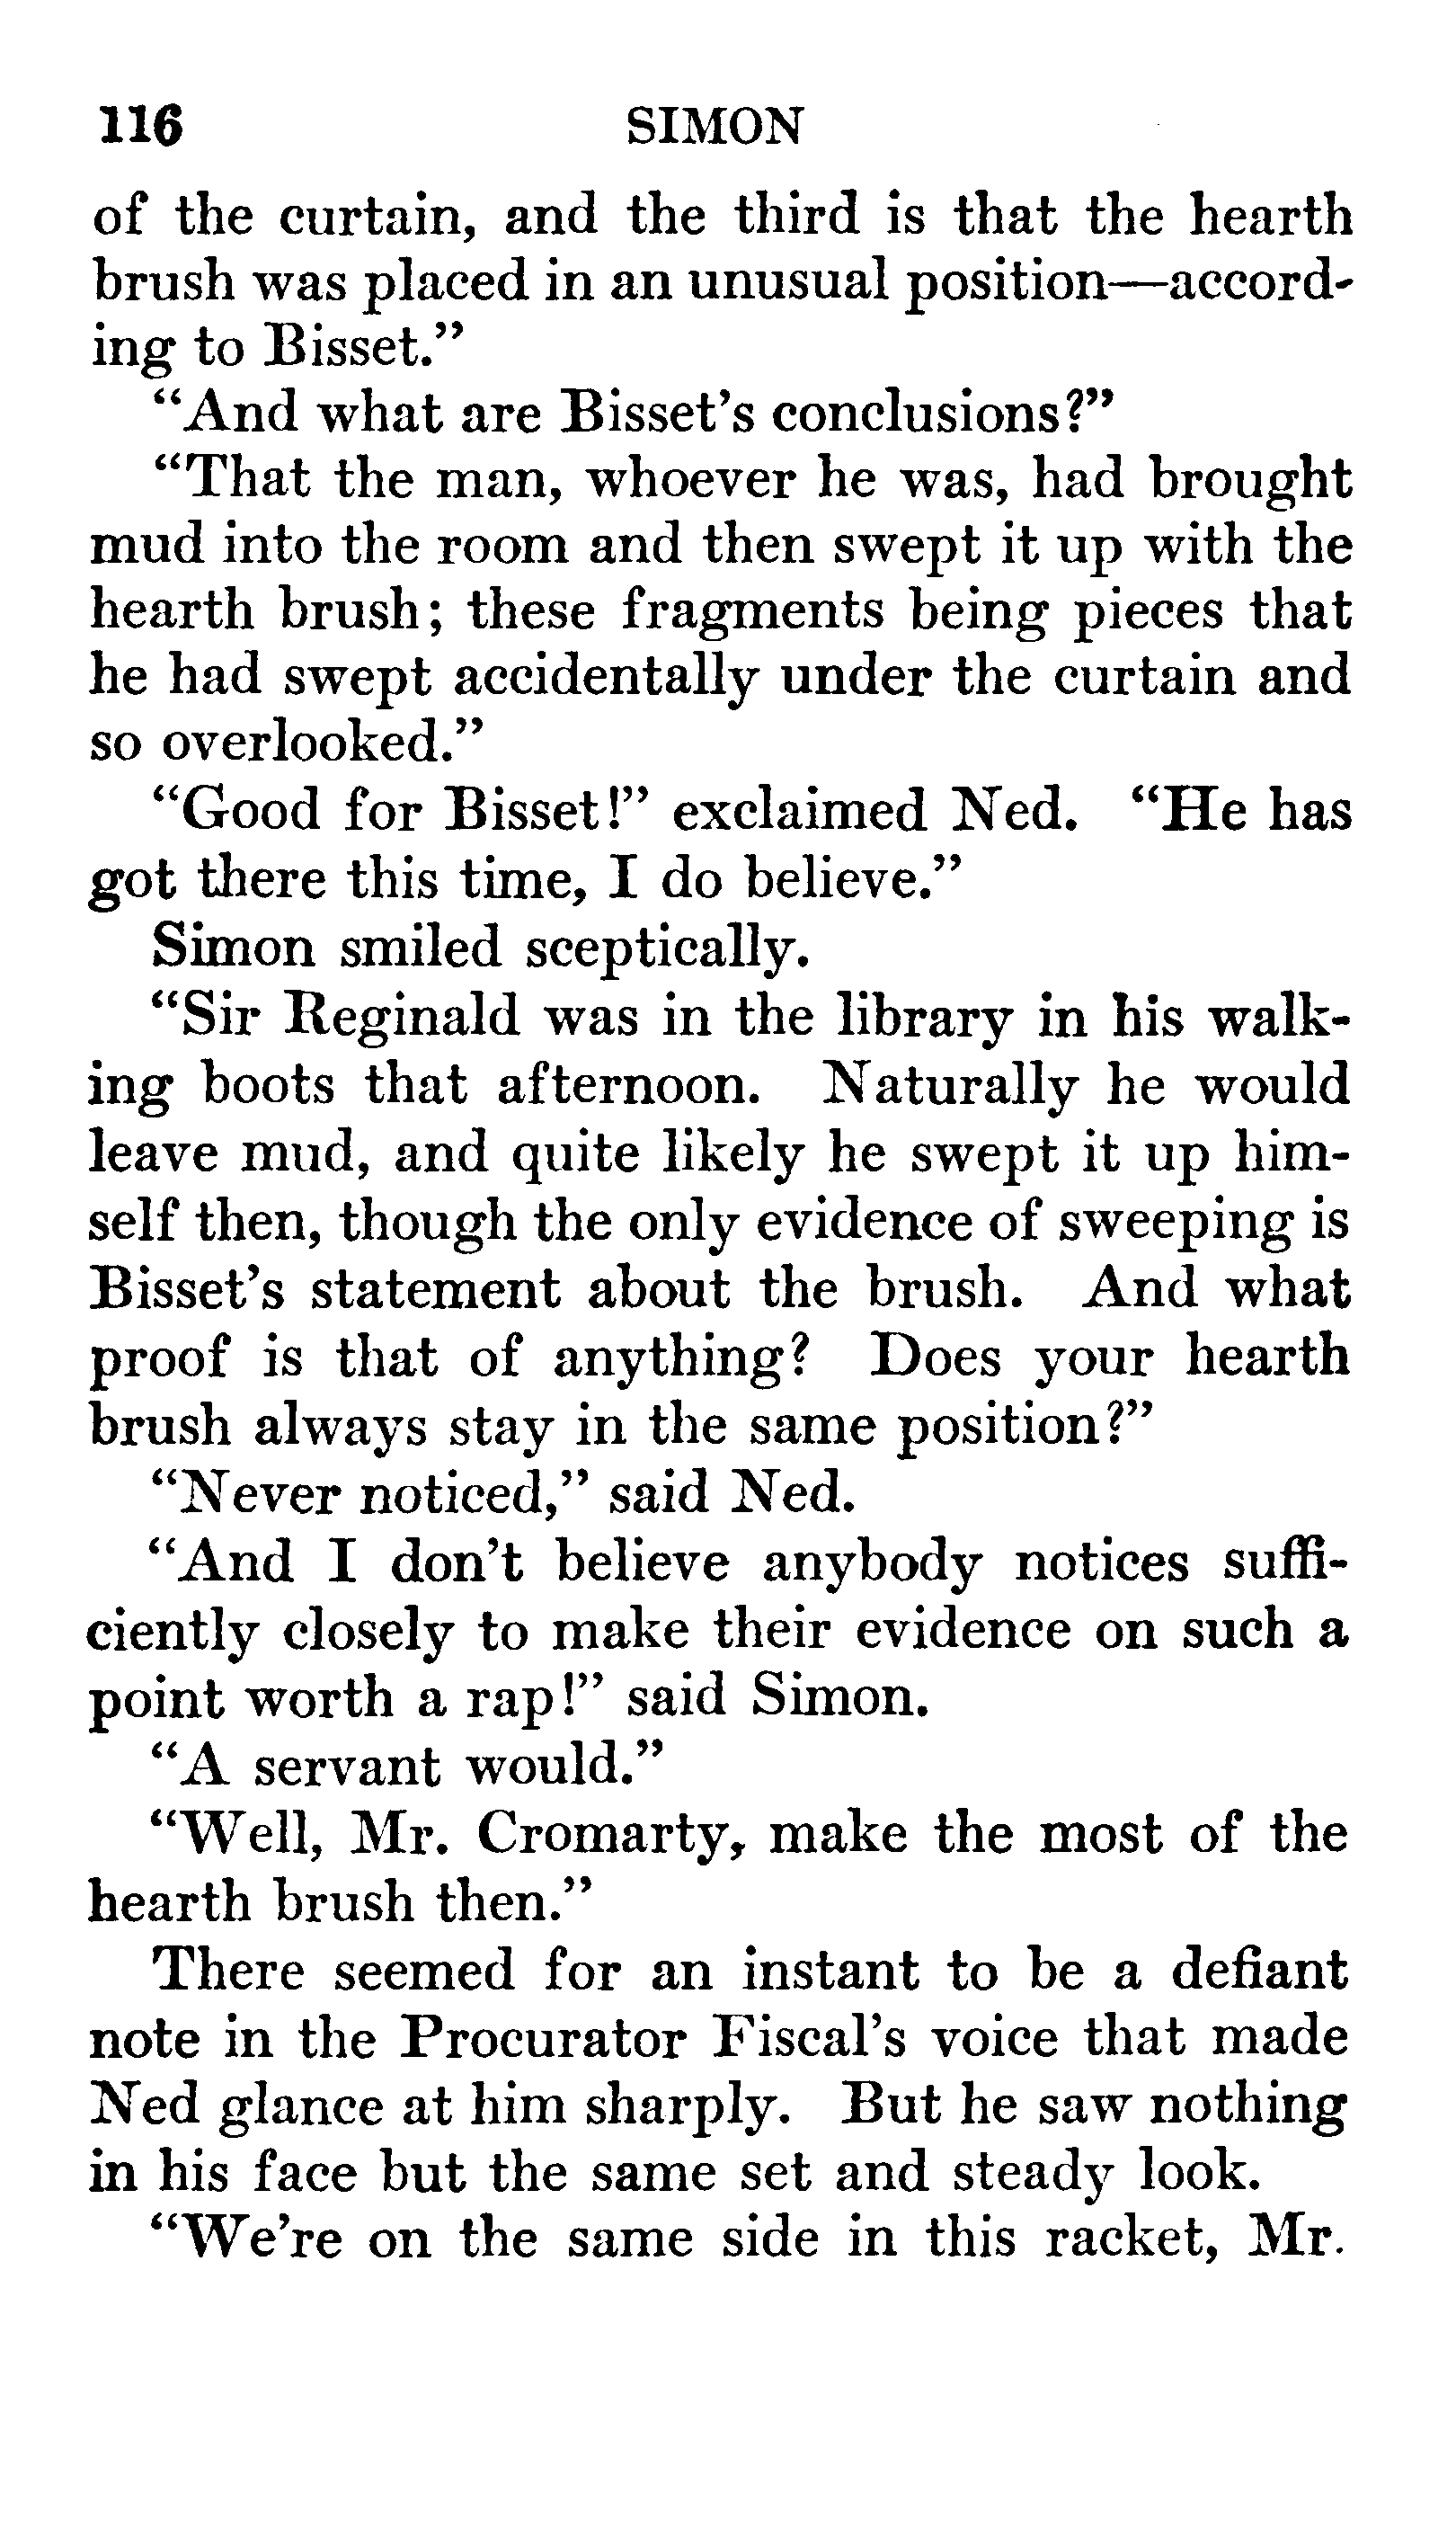 116 SIMON
of the curtain, and the third is that the hearth
brush was placed in an unusual position—accord-
ing to Bisset.”
“And what are Bisset’s conclusions?”
“That the man, whoever he was, had brought
mud into the room and then swept it up with the
hearth brush; these fragments being pieces that
he had swept accidentally under the curtain and
so overlooked.”
“Good for Bisset!” exclaimed Ned. “He has
got there this time, I do believe.”
Simon smiled sceptically.
“Sir Reginald was in the library in his walk-
ing boots that afternoon. Naturally he would
leave mud, and quite likely he swept it up him-
self then, though the only evidence of sweeping is
Bisset’s statement about the brush. And what
proof is that of anything? Does your hearth
brush always stay in the same position?”
“Never noticed,” said Ned.
“And I don’t believe anybody notices suffi-
ciently closely to make their evidence on such a
point worth a rap!” said Simon.
“A servant would.”
“Well, Mr. Cromarty, make the most of the
hearth brush then.”
There seemed for an instant to be a defiant
note in the Procurator Fiscal’s voice that made
Ned glance at him sharply. But he saw nothing
in his face but the same set and steady look.
“We’re on the same side in this racket, Mr.